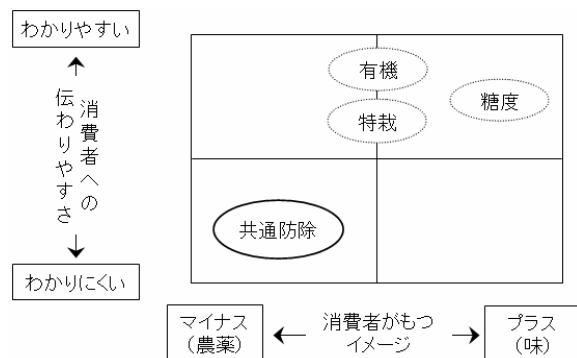 わかりやすい
消費者への
伝わりやすさ
わかりにくい
有機
特栽
糖度
共通防除
マイナス
（農薬）
消費者がもつ
イメージ
プラス
（味）